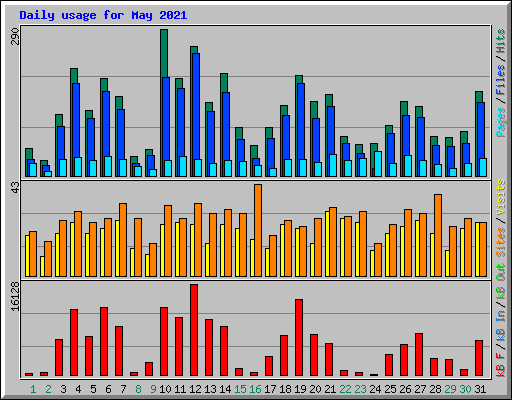 Daily usage for May 2021
290
Pages/Files/Hits
43
Sites/Visits
16128
kB F/kB In/kB Out
1 2 3 4 5 6 7 8 9 10 11 12 13 14 15 16 17 18 19 20 21 22 23 24 25 26 27 28 29 30 31